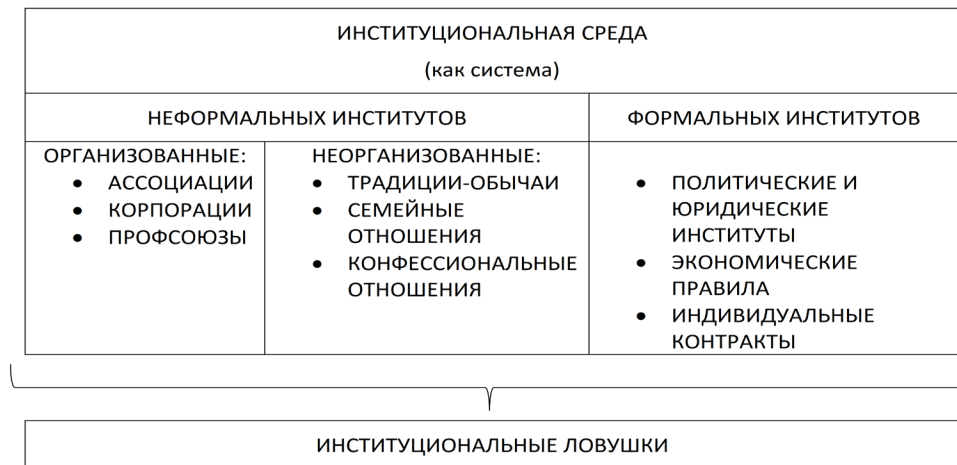 ИНСТИТУЦИОНАЛЬНАЯ СРЕДА
(как система)
НЕФОРМАЛЬНЫХ ИНСТИТУТОВ
ФОРМАЛЬНЫХ ИНСТИТУТОВ
ОРГАНИЗОВАННЫЕ:
• АССОЦИАЦИИ
• КОРПОРАЦИИ
• ПРОФСОЮЗЫ
НЕОРГАНИЗОВАННЫЕ:
• ТРАДИЦИИ-ОБЫЧАИ
• СЕМЕЙНЫЕ
ОТНОШЕНИЯ
• КОНФЕССИОНАЛЬНЫЕ
ОТНОШЕНИЯ
• ПОЛИТИЧЕСКИЕ И
ЮРИДИЧЕСКИЕ
ИНСТИТУТЫ
• ЭКОНОМИЧЕСКИЕ
ПРАВИЛА
• ИНДИВИДУАЛЬНЫЕ
КОНТРАКТЫ
ИНСТИТУЦИОНАЛЬНЫЕ ЛОВУШКИ